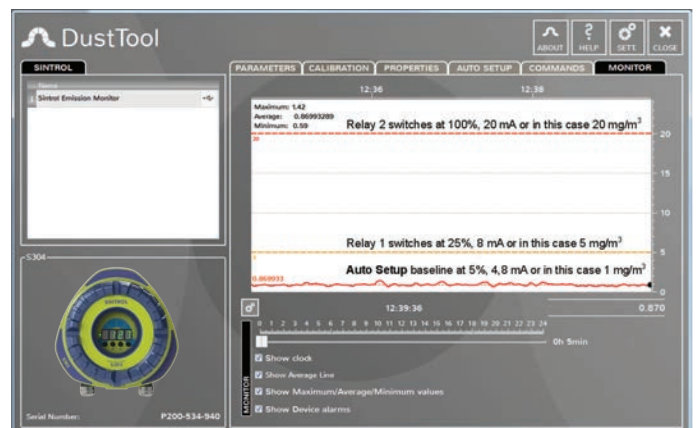 DustTool
ABOUT HELP SETT. CLOSE
SINTROL
PARAMETERS CALIBRATION PROPERTIES AUTO SETUP COMMANDS MONITOR
Name
Sintrol Emission Monitor
12:36 12:38
Maximum: 1.42
Average: 0.86993289
Minimum: 0.59
Relay 2 switches at 100%, 20 mA or in this case 20 mg/m³
20
20
15
10
Relay 1 switches at 25%, 8 mA or in this case 5 mg/m³
5
Auto Setup baseline at 5%, 4,8 mA or in this case 1 mg/m³
0.869933
0
S304
SINTROL
12:39:36 0.870
0 1 2 3 4 5 6 7 8 9 10 11 12 13 14 15 16 17 18 19 20 21 22 23 24
0h 5min
MONITOR
Show clock
Show Average Line
Show Maximum/Average/Minimum values
Show Device alarms
Serial Number: P200-534-940